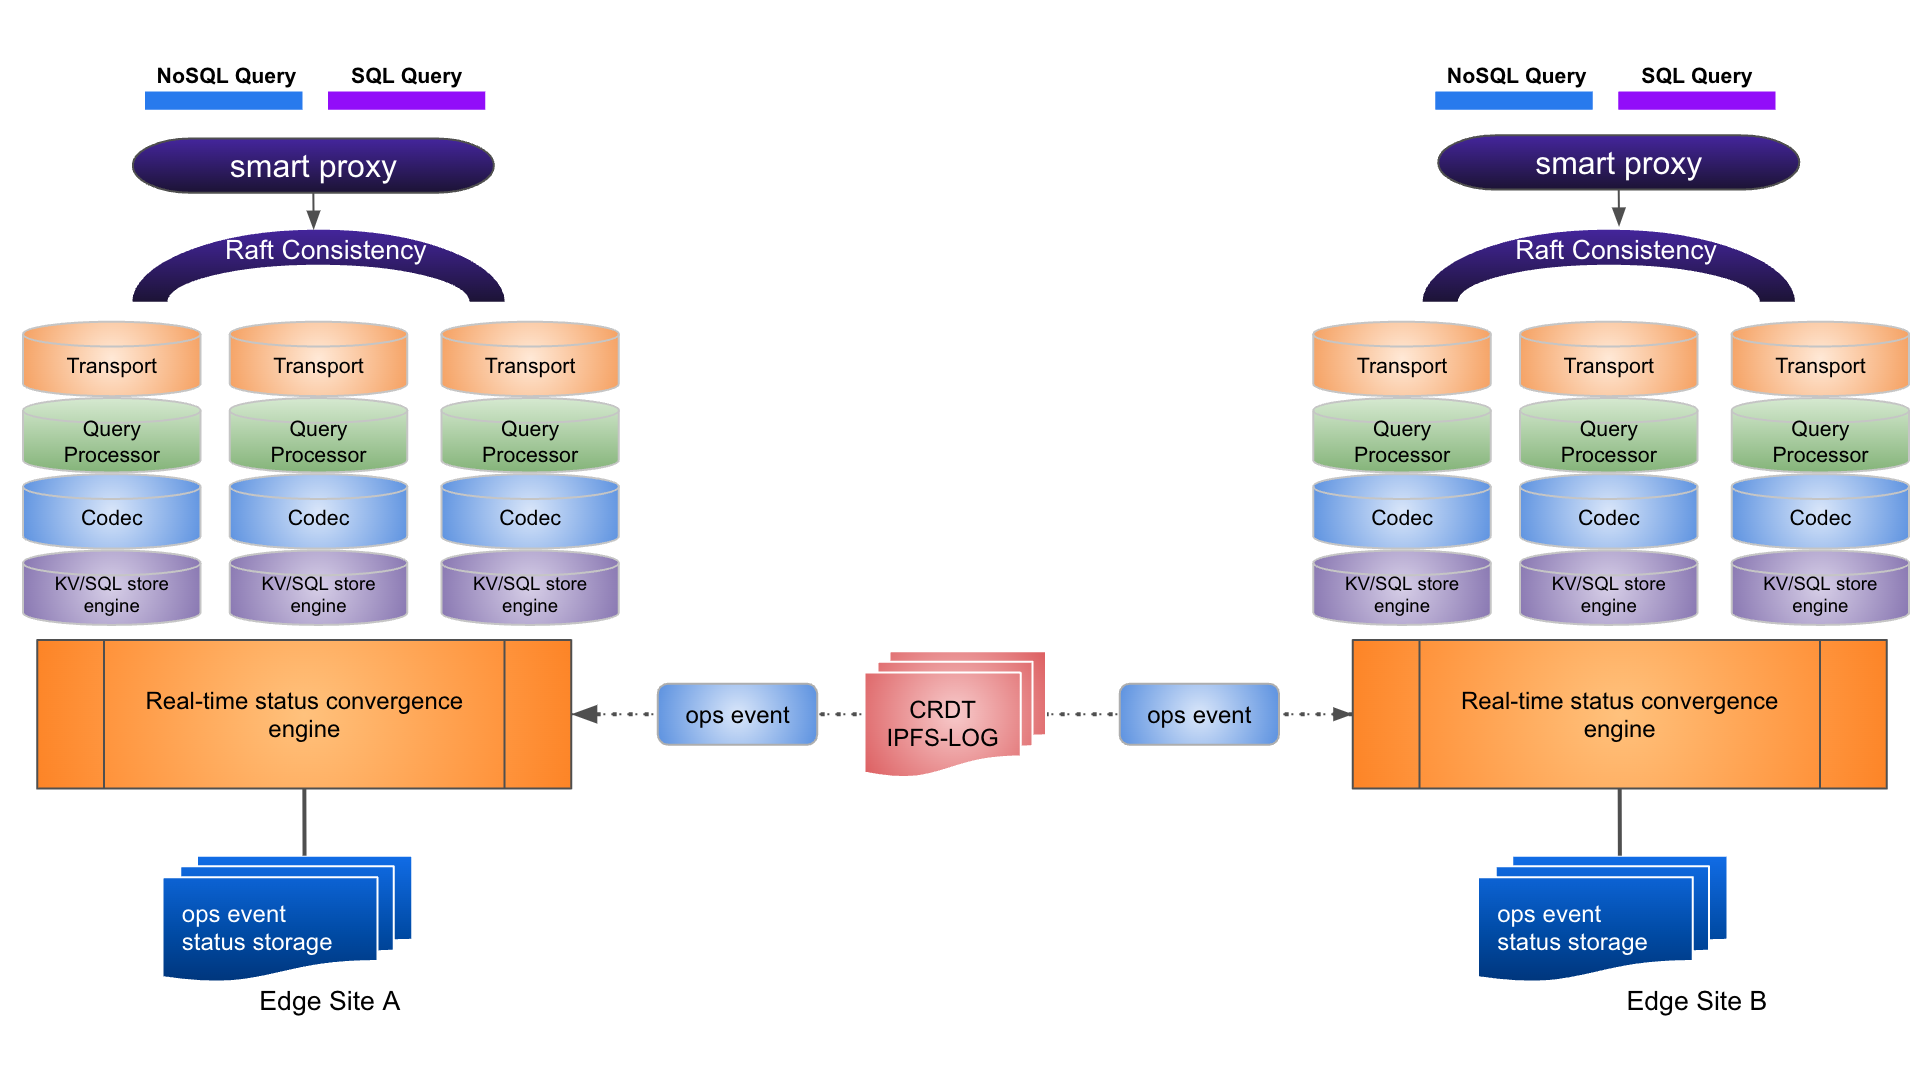 NoSQL Query
SQL Query
NoSQL Query
SQL Query
smart proxy
smart proxy
Raft Consistency
Raft Consistency
Transport
Transport
Transport
Transport
Transport
Transport
Query
Processor
Query
Processor
Query
Processor
Query
Processor
Query
Processor
Query
Processor
Codec
Codec
Codec
Codec
Codec
Codec
KV/SQL store
engine
KV/SQL store
engine
KV/SQL store
engine
KV/SQL store
engine
KV/SQL store
engine
KV/SQL store
engine
Real-time status convergence
engine
ops event
CRDT
IPFS-LOG
ops event
Real-time status convergence
engine
ops event
status storage
ops event
status storage
Edge Site A
Edge Site B